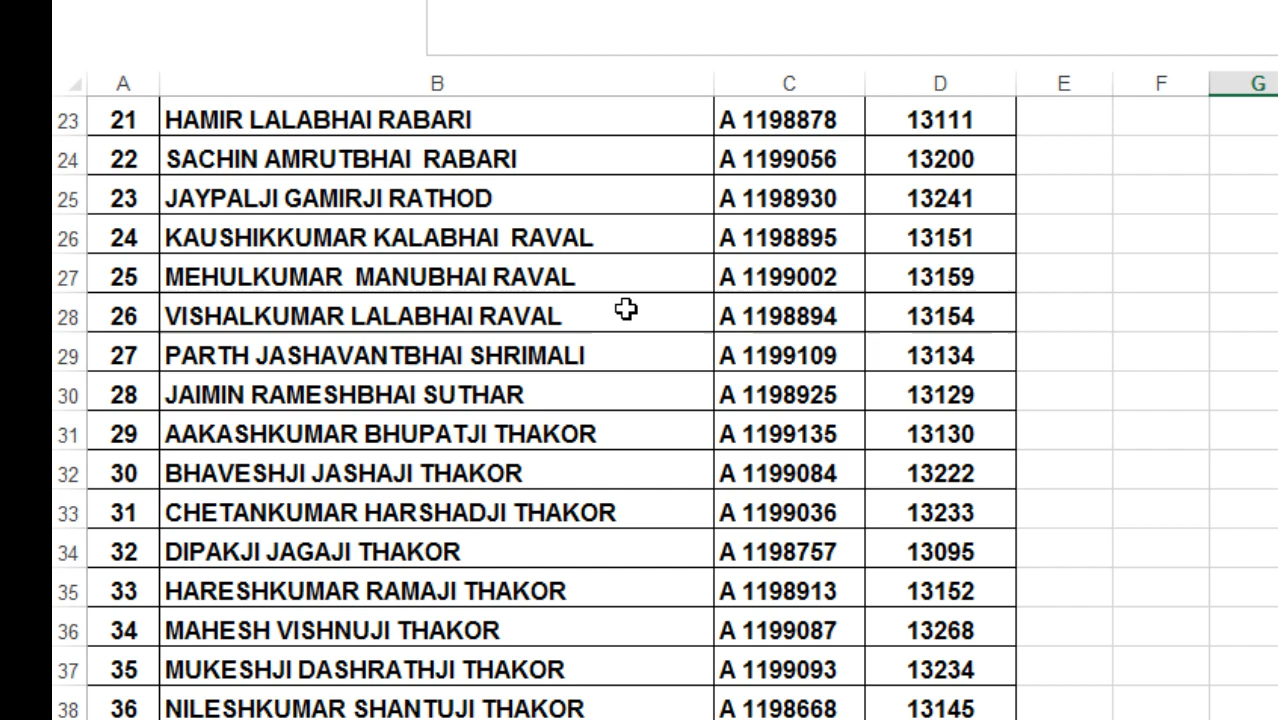 A B C D E F G
23 21 HAMIR LALABHAI RABARI A 1198878 13111
24 22 SACHIN AMRUTBHAI  RABARI A 1199056 13200
25 23 JAYPALJI GAMIRJI RATHOD A 1198930 13241
26 24 KAUSHIKKUMAR KALABHAI  RAVAL A 1198895 13151
27 25 MEHULKUMAR  MANUBHAI RAVAL A 1199002 13159
28 26 VISHALKUMAR LALABHAI RAVAL A 1198894 13154
29 27 PARTH JASHAVANTBHAI SHRIMALI A 1199109 13134
30 28 JAIMIN RAMESHBHAI SUTHAR A 1198925 13129
31 29 AAKASHKUMAR BHUPATJI THAKOR A 1199135 13130
32 30 BHAVESHJI JASHAJI THAKOR A 1199084 13222
33 31 CHETANKUMAR HARSHADJI THAKOR A 1199036 13233
34 32 DIPAKJI JAGAJI THAKOR A 1198757 13095
35 33 HARESHKUMAR RAMAJI THAKOR A 1198913 13152
36 34 MAHESH VISHNUJI THAKOR A 1199087 13268
37 35 MUKESHJI DASHRATHJI THAKOR A 1199093 13234
38 36 NILESHKUMAR SHANTUJI THAKOR A 1198668 13145